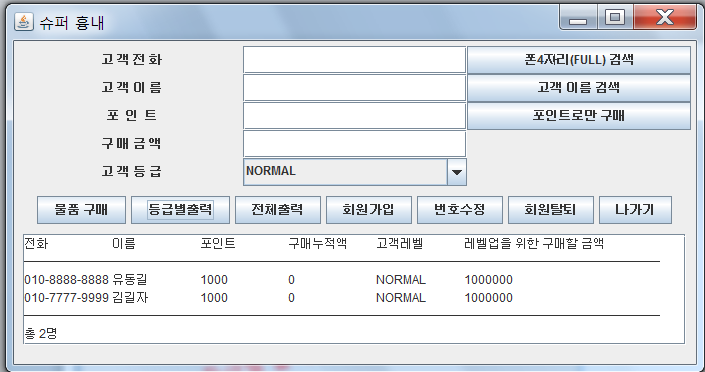 슈퍼 흉내
고 객 전 화 폰4자리(FULL) 검색
고 객 이 름 고객 이름 검색
포 인 트 포인트로만 구매
구 매 금 액
고 객 등 급 NORMAL
물품 구매 등급별출력 전체출력 회원가입 번호수정 회원탈퇴 나가기
전화 이름 포인트 구매누적액 고객레벨 레벨업을 위한 구매할 금액
010-8888-8888 유동길 1000 0 NORMAL 1000000
010-7777-9999 김길자 1000 0 NORMAL 1000000
총 2명